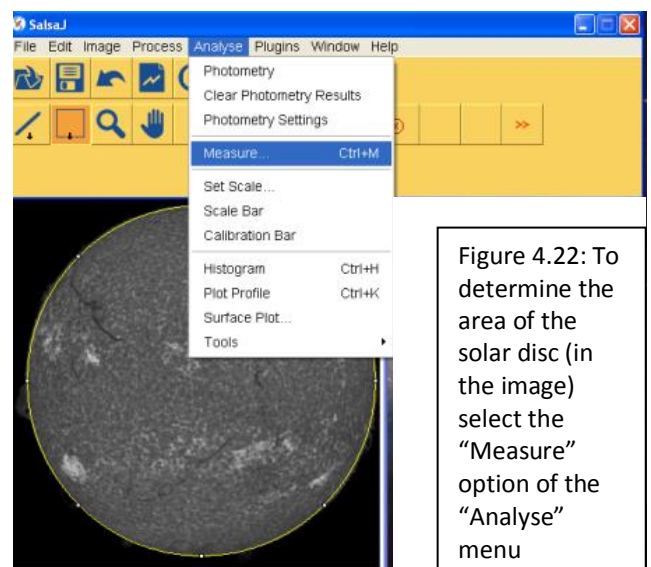 SalsaJ
File Edit Image Process Analyse Plugins Window Help
Photometry
Clear Photometry Results
Photometry Settings
Measure... Ctrl+M
Set Scale...
Scale Bar
Calibration Bar
Histogram Ctrl+H
Plot Profile Ctrl+K
Surface Plot...
Tools
>>
Figure 4.22: To
determine the
area of the
solar disc (in
the image)
select the
“Measure”
option of the
“Analyse”
menu